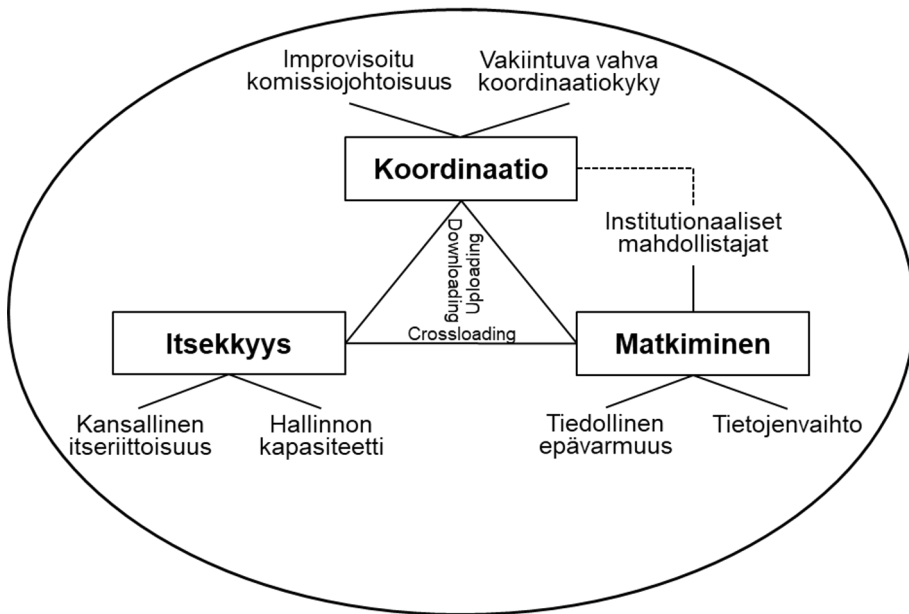 Improvisoitu
komissiojohtoisuus
Vakiintuva vahva
koordinaatiokyky
Koordinaatio
Institutionaaliset
mahdollistajat
Downloading
Uploading
Crossloading
Itsekkyys
Matkiminen
Kansallinen
itseriittoisuus
Hallinnon
kapasiteetti
Tiedollinen
epävarmuus
Tietojenvaihto